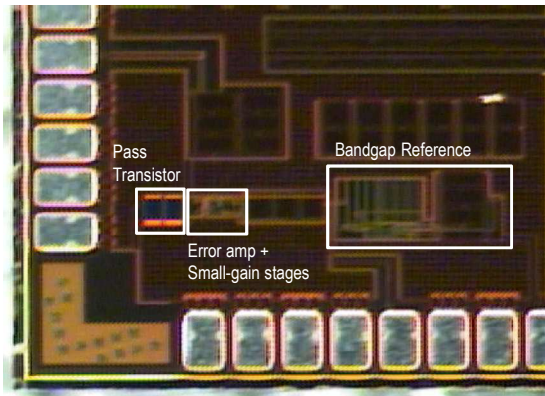 Pass
Transistor
Bandgap Reference
Error amp +
Small-gain stages